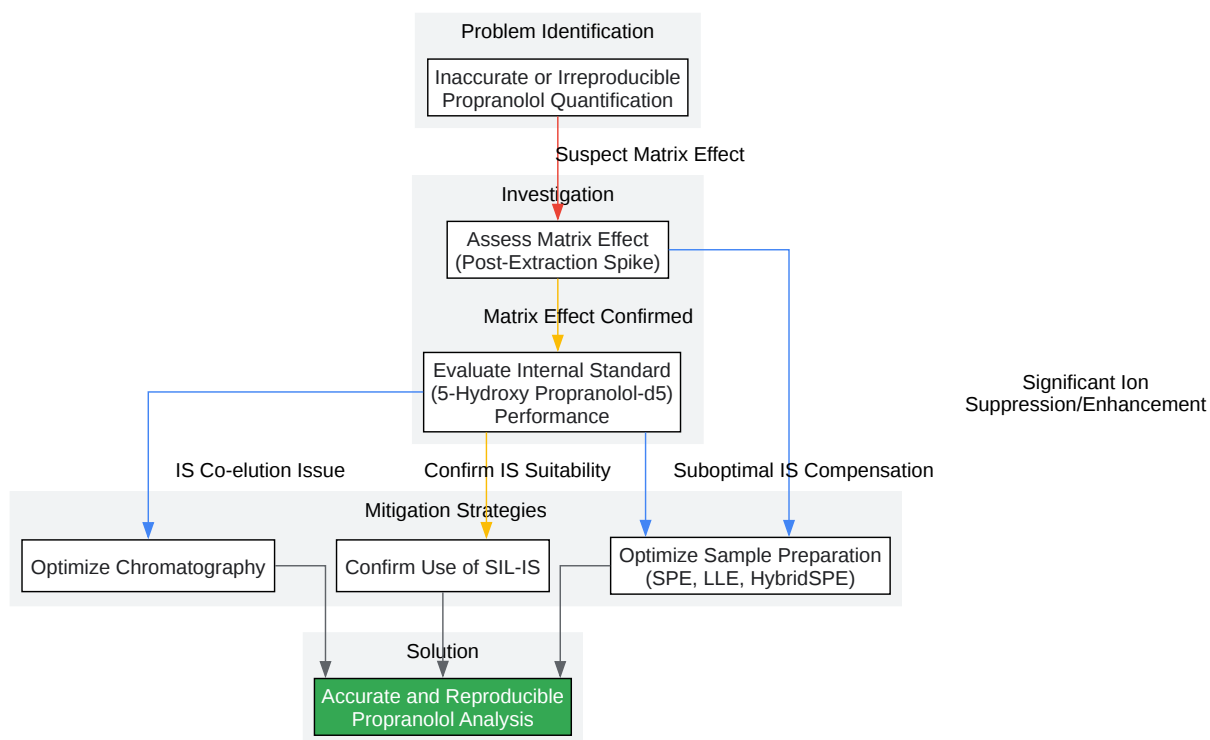 Problem Identification
Inaccurate or Irreproducible
Propranolol Quantification
Suspect Matrix Effect
Investigation
Assess Matrix Effect
(Post-Extraction Spike)
Matrix Effect Confirmed
Evaluate Internal Standard
(5-Hydroxy Propranolol-d5)
Performance
Significant Ion
Suppression/Enhancement
IS Co-elution Issue
Confirm IS Suitability
Suboptimal IS Compensation
Mitigation Strategies
Optimize Chromatography
Confirm Use of SIL-IS
Optimize Sample Preparation
(SPE, LLE, HybridSPE)
Solution
Accurate and Reproducible
Propranolol Analysis